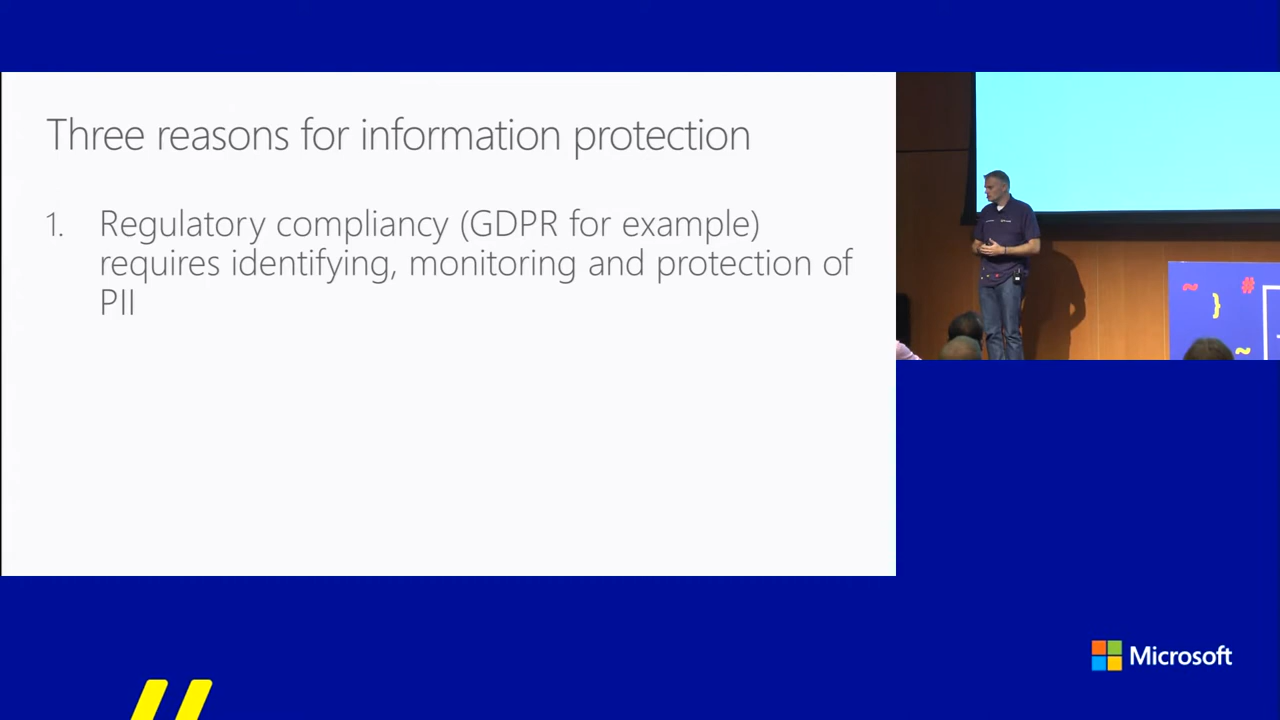 Three reasons for information protection
1. Regulatory compliancy (GDPR for example)
requires identifying, monitoring and protection of
PII
~ } #
~
Microsoft